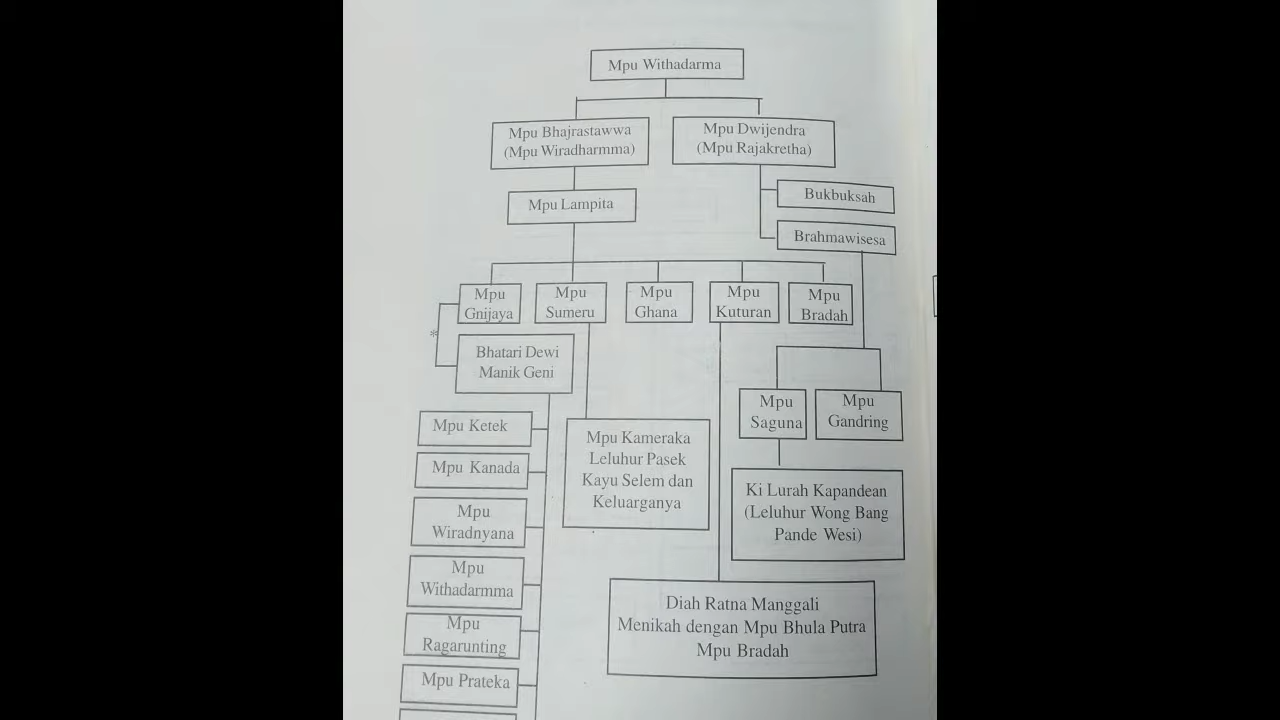 Mpu Withadarma
Mpu Bhajrastawwa
(Mpu Wiradharmma)
Mpu Dwijendra
(Mpu Rajakretha)
Mpu Lampita
Bukbuksah
Brahmawisesa
Mpu
Gnijaya
Mpu
Sumeru
Mpu
Ghana
Mpu
Kuturan
Mpu
Bradah
*
Bhatari Dewi
Manik Geni
Mpu Ketek
Mpu Kanada
Mpu
Wiradnyana
Mpu
Withadarmma
Mpu
Ragarunting
Mpu Prateka
Mpu Kameraka
Leluhur Pasek
Kayu Selem dan
Keluarganya
Mpu
Saguna
Mpu
Gandring
Ki Lurah Kapandean
(Leluhur Wong Bang
Pande Wesi)
Diah Ratna Manggali
Menikah dengan Mpu Bhula Putra
Mpu Bradah